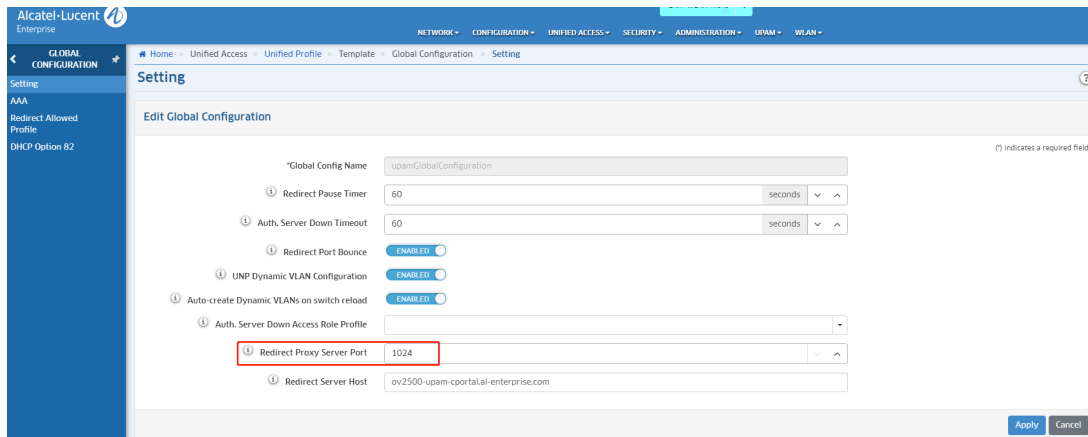 Alcatel·Lucent
Enterprise
NETWORK CONFIGURATION UNIFIED ACCESS SECURITY ADMINISTRATION UPAM WLAN
GLOBAL CONFIGURATION
Home > Unified Access > Unified Profile > Template > Global Configuration > Setting
Setting
AAA
Redirect Allowed
Profile
DHCP Option 82
Setting
?
Edit Global Configuration
(*) indicates a required field
*Global Config Name upamGlobalConfiguration
Redirect Pause Timer 60 seconds
Auth. Server Down Timeout 60 seconds
Redirect Port Bounce ENABLED
UNP Dynamic VLAN Configuration ENABLED
Auto-create Dynamic VLANs on switch reload ENABLED
Auth. Server Down Access Role Profile
Redirect Proxy Server Port 1024
Redirect Server Host ov2500-upam-cportal.al-enterprise.com
Apply Cancel